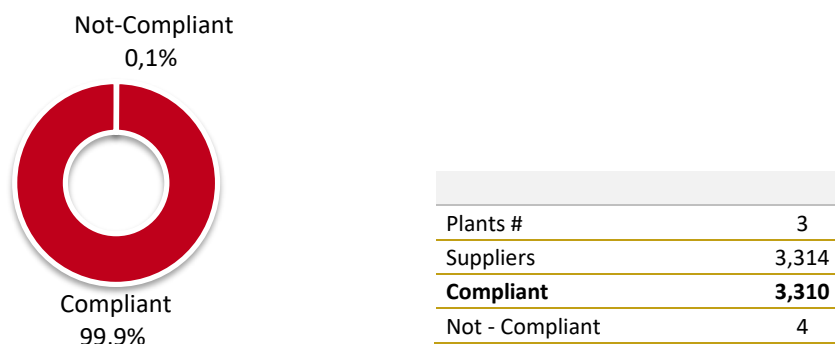 Not-Compliant
0,1%
Compliant
99,9%
Plants # 3
Suppliers 3,314
Compliant 3,310
Not - Compliant 4